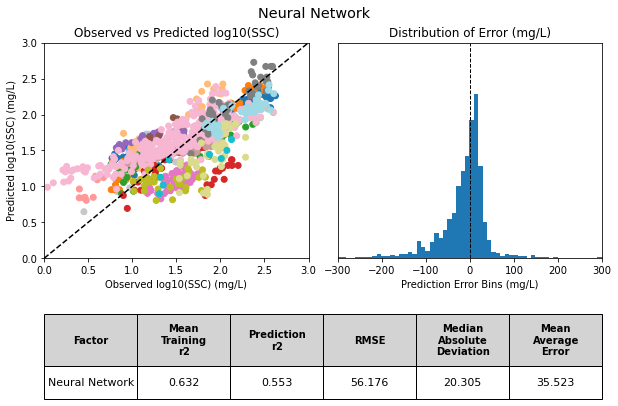 Neural Network
Observed vs Predicted log10(SSC)
Predicted log10(SSC) (mg/L)
3.0
2.5
2.0
1.5
1.0
0.5
0.0
0.0 0.5 1.0 1.5 2.0 2.5 3.0
Observed log10(SSC) (mg/L)
Distribution of Error (mg/L)
−300 −200 −100 0 100 200 300
Prediction Error Bins (mg/L)
Factor
Mean
Training
r2
Prediction
r2
RMSE
Median
Absolute
Deviation
Mean
Average
Error
Neural Network 0.632 0.553 56.176 20.305 35.523